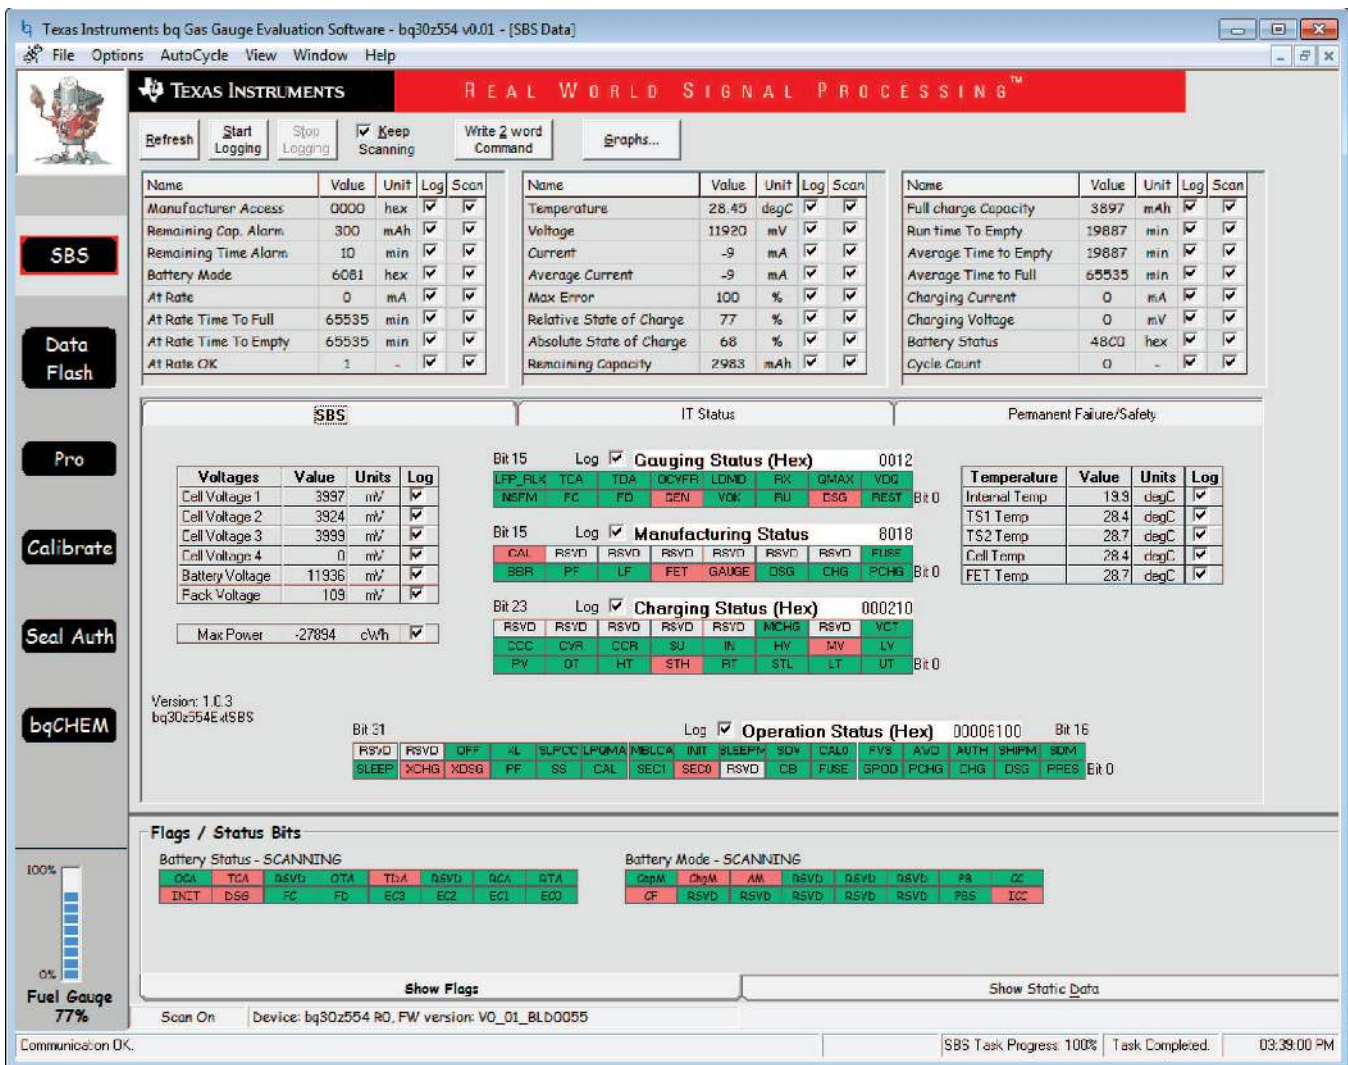 Texas Instruments bq Gas Gauge Evaluation Software - bq30z554 v0.01 - [SBS Data]
File Options AutoCycle View Window Help
TEXAS INSTRUMENTS REAL WORLD SIGNAL PROCESSING™
Refresh Start Logging Stop Logging Keep Scanning Write 2 word Command Graphs...
Name Value Unit Log Scan Name Value Unit Log Scan Name Value Unit Log Scan
Manufacturer Access 0000 hex Temperature 28.45 degC Full charge Capacity 3897 mAh
Remaining Cap. Alarm 300 mAh Voltage 11920 mV Run time To Empty 19887 min
Remaining Time Alarm 10 min Current -9 mA Average Time to Empty 19887 min
Battery Mode 6081 hex Average Current -9 mA Average Time to Full 65535 min
At Rate 0 mA Max Error 100 % Charging Current 0 mA
At Rate Time To Full 65535 min Relative State of Charge 77 % Charging Voltage 0 mV
At Rate Time To Empty 65535 min Absolute State of Charge 68 % Battery Status 48C0 hex
At Rate OK 1 - Remaining Capacity 2983 mAh Cycle Count 0 -
SBS
Data Flash
Pro
Calibrate
Seal Auth
bqCHEM
SBS IT Status Permanent Failure/Safety
Voltages Value Units Log
Cell Voltage 1 3997 mV
Cell Voltage 2 3924 mV
Cell Voltage 3 3999 mV
Cell Voltage 4 0 mV
Battery Voltage 11936 mV
Pack Voltage 109 mV
Max Power -27894 cWh
Version: 1.0.3
bq30z554ExtSBS
Bit 15 Log Gauging Status (Hex) 0012
LFP_RLX TCA TDA OCVFR LDMD RX QMAX VDQ
NSFM FC FD GEN VOK RU DSG REST Bit 0
Bit 15 Log Manufacturing Status 8018
CAL RSVD RSVD RSVD RSVD RSVD RSVD FUSE
BBR PF LF FET GAUGE DSG CHG PCHG Bit 0
Bit 23 Log Charging Status (Hex) 000210
RSVD RSVD RSVD RSVD RSVD MCHG RSVD VCT
CCC CVR CCR SU IN HV MV LV
PV OT HT STH RT STL LT UT Bit 0
Temperature Value Units Log
Internal Temp 19.9 degC
TS1 Temp 28.4 degC
TS2 Temp 28.7 degC
Cell Temp 28.4 degC
FET Temp 28.7 degC
Bit 31 Log Operation Status (Hex) 00006100 Bit 16
RSVD RSVD OFF XL SLPCC LPQMA MBLCA INIT SLEEPM SDV CAL0 FVS AWD AUTH SHIPM SDM
SLEEP XCHG XDSG PF SS CAL SEC1 SEC0 RSVD CB FUSE GPOD PCHG CHG DSG PRES Bit 0
Flags / Status Bits
Battery Status - SCANNING Battery Mode - SCANNING
OCA TCA RSVD OTA TDA RSVD RCA RTA CapM ChgM AM RSVD RSVD RSVD PB CC
INIT DSG FC FD EC3 EC2 EC1 EC0 CF RSVD RSVD RSVD RSVD RSVD PBS ICC
100%
0%
Fuel Gauge
77%
Show Flags Show Static Data
Scan On Device: bq30z554 R0, FW version: V0_01_BLD0055
Communication OK. SBS Task Progress: 100% Task Completed. 03:39:00 PM